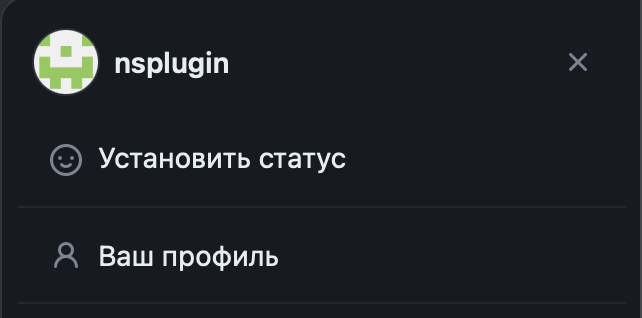 nsplugin
Установить статус
Ваш профиль